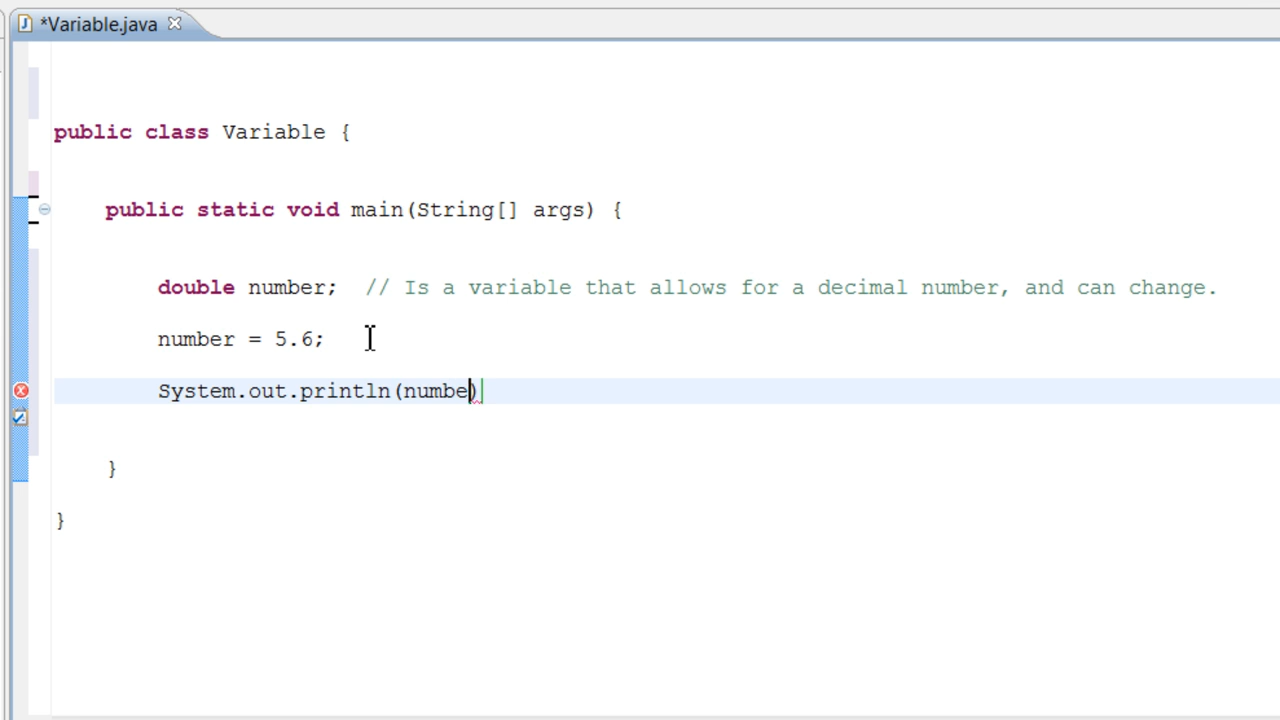 *Variable.java
public class Variable {
public static void main(String[] args) {
double number;  // Is a variable that allows for a decimal number, and can change.
number = 5.6;
System.out.println(numbe)
}
}